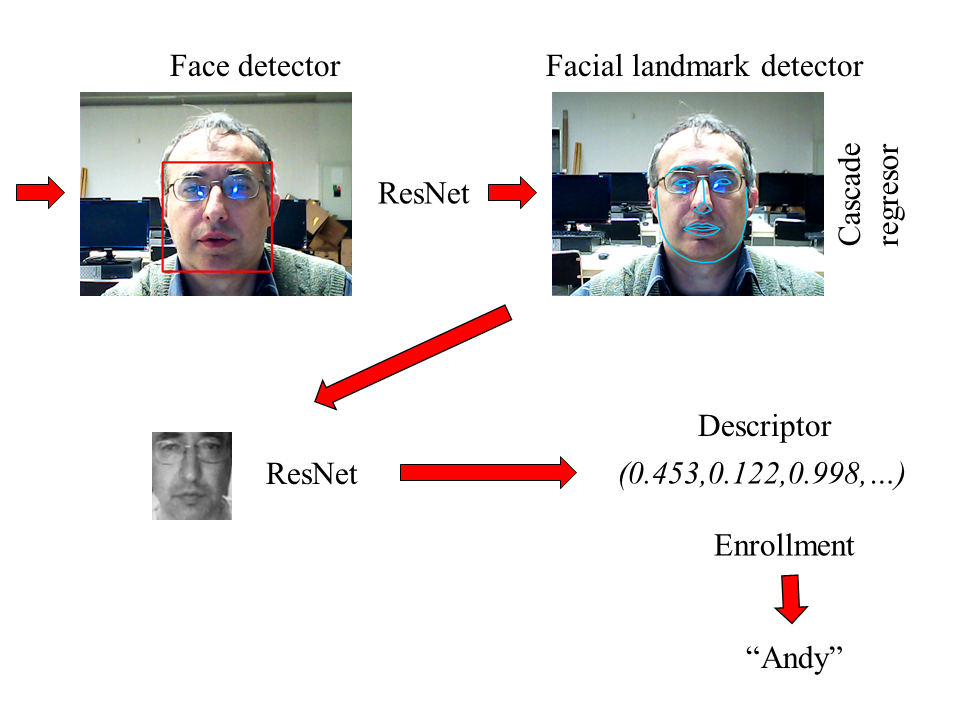 Face detector
Facial landmark detector
ResNet
Cascade
regresor
ResNet
Descriptor
(0.453,0.122,0.998,…)
Enrollment
“Andy”